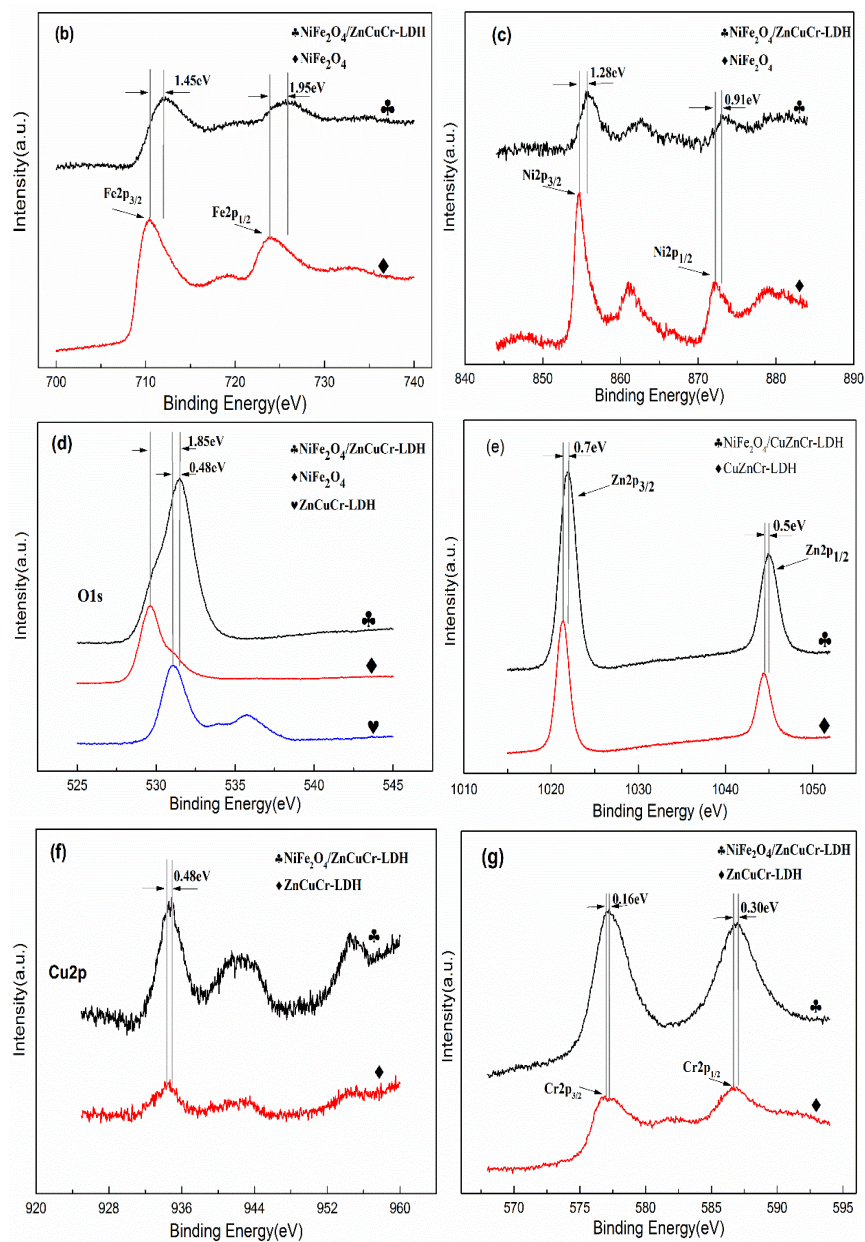 (b)
♣NiFe₂O₄/ZnCuCr-LDH
♦NiFe₂O₄
1.45eV
1.95eV
♣
Fe2p₃/₂
Fe2p₁/₂
♦
Intensity(a.u.)
700 710 720 730 740
Binding Energy(eV)
(c)
♣NiFe₂O₄/ZnCuCr-LDH
♦NiFe₂O₄
1.28eV
0.91eV
♣
Ni2p₃/₂
Ni2p₁/₂
♦
Intensity(a.u.)
840 850 860 870 880 890
Binding Energy(eV)
(d)
1.85eV
0.48eV
♣NiFe₂O₄/ZnCuCr-LDH
♦NiFe₂O₄
♥ZnCuCr-LDH
O1s
♣
♦
♥
Intensity(a.u.)
525 530 535 540 545
Binding Energy(eV)
(e)
0.7eV
♣NiFe₂O₄/CuZnCr-LDH
♦CuZnCr-LDH
Zn2p₃/₂
0.5eV
Zn2p₁/₂
♣
♦
Intensity(a.u.)
1010 1020 1030 1040 1050
Binding Energy (eV)
(f)
♣NiFe₂O₄/ZnCuCr-LDH
♦ZnCuCr-LDH
0.48eV
♣
Cu2p
♦
Intensity(a.u.)
920 928 936 944 952 960
Binding Energy(eV)
(g)
♣NiFe₂O₄/ZnCuCr-LDH
♦ZnCuCr-LDH
0.16eV
0.30eV
♣
Cr2p₃/₂
Cr2p₁/₂
♦
Intensity(a.u.)
570 575 580 585 590 595
Binding Energy(eV)